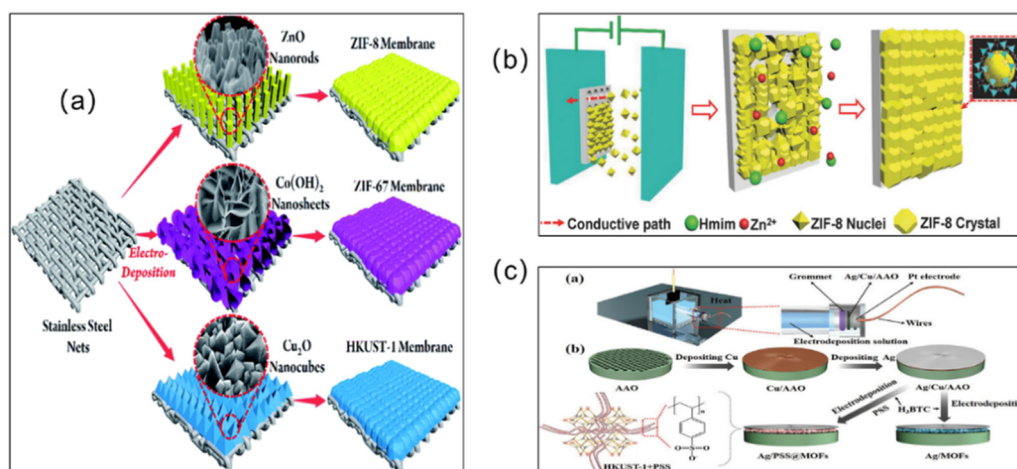 (a)
ZnO
Nanorods
ZIF-8 Membrane
Co(OH)2
Nanosheets
ZIF-67 Membrane
Electro-
Deposition
Stainless Steel
Nets
Cu2O
Nanocubes
HKUST-1 Membrane
(b)
Conductive path
Hmim
Zn2+
ZIF-8 Nuclei
ZIF-8 Crystal
(c)
(a)
Heat
Grommet
Ag/Cu/AAO
Pt electrode
Wires
Electrodeposition solution
(b)
Depositing Cu
Depositing Ag
AAO
Cu/AAO
Ag/Cu/AAO
Electrodeposition
PSS
H3BTC
Electrodepositi
n
O=S=O
O-
HKUST-1+PSS
Ag/PSS@MOFs
Ag/MOFs